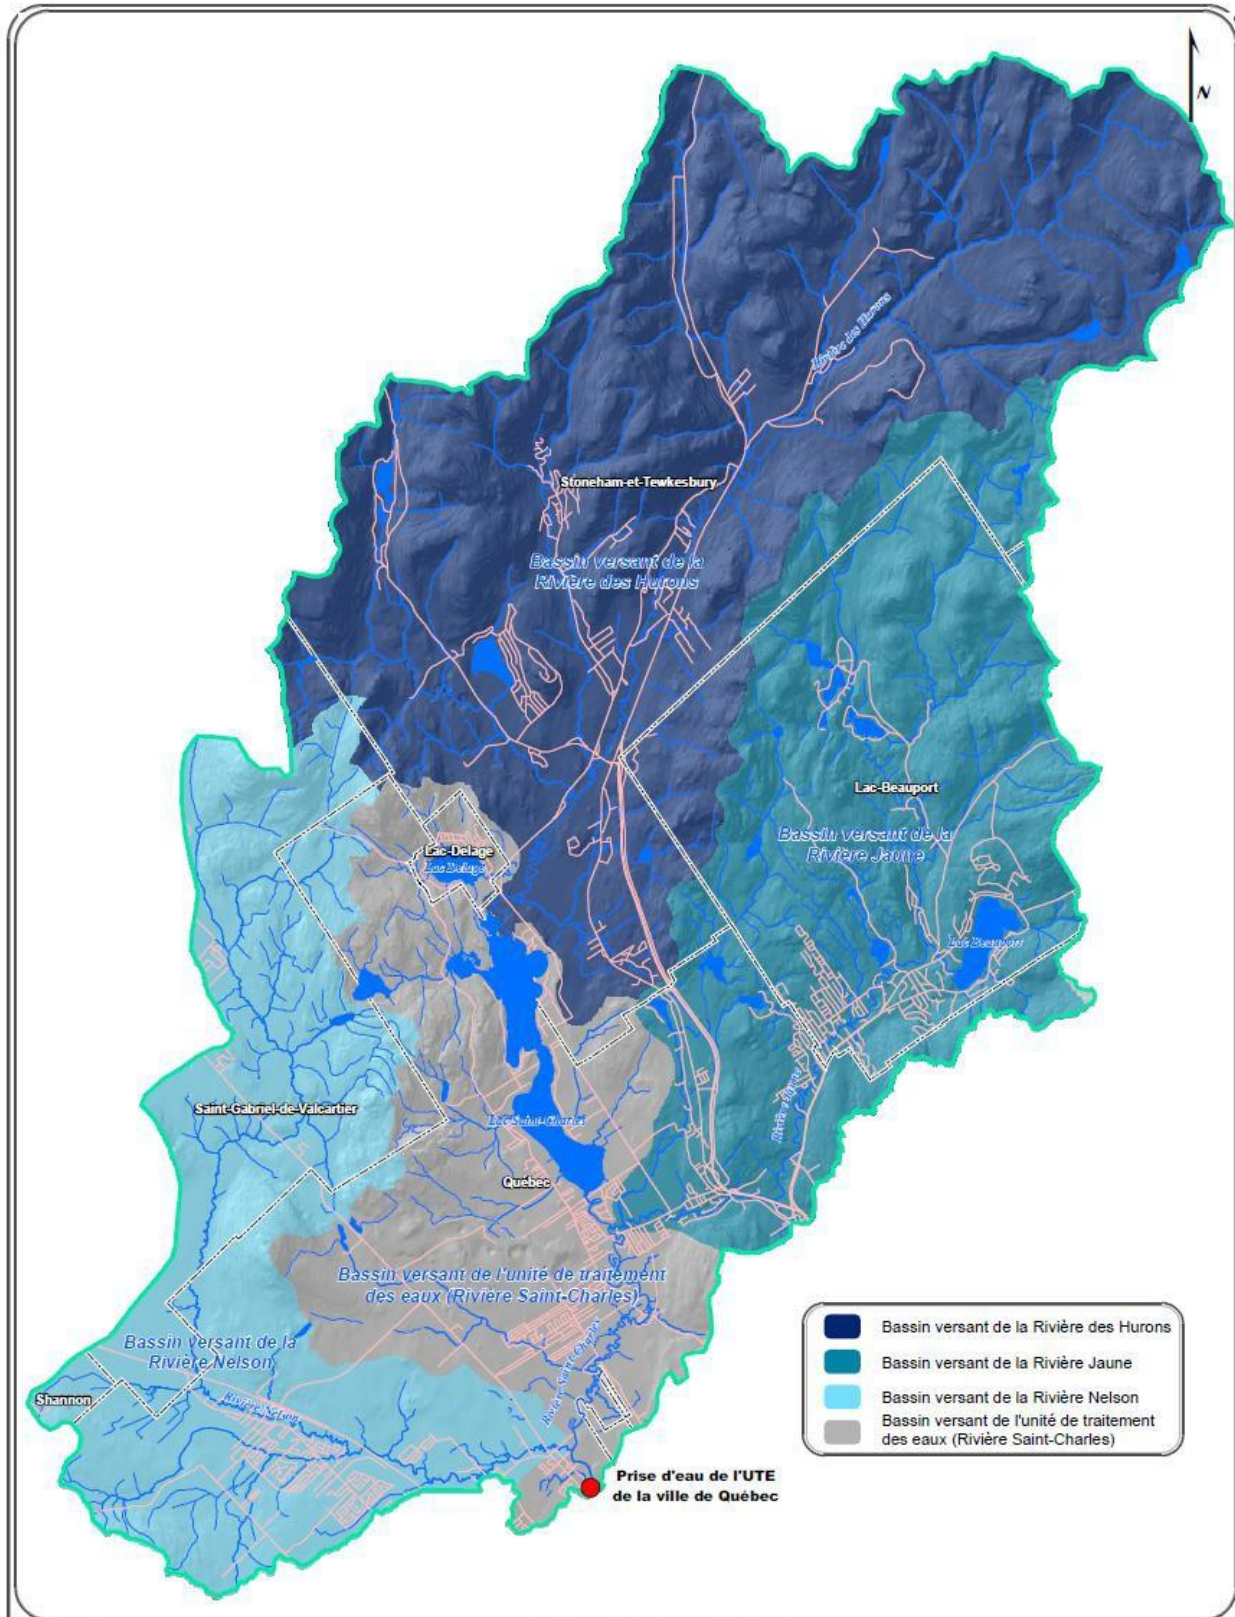 N
Rivière des Hurons
Stoneham-et-Tewkesbury
Bassin versant de la
Rivière des Hurons
Lac-Beauport
Bassin versant de la
Rivière Jaune
Lac-Delage
Lac Delage
Lac Beauport
Rivière Jaune
Saint-Gabriel-de-Valcartier
Lac Saint-Charles
Québec
Bassin versant de l'unité de traitement
des eaux (Rivière Saint-Charles)
Bassin versant de la
Rivière Nelson
Rivière Saint-Charles
Shannon
Rivière Nelson
Prise d'eau de l'UTE
de la ville de Québec
Bassin versant de la Rivière des Hurons
Bassin versant de la Rivière Jaune
Bassin versant de la Rivière Nelson
Bassin versant de l'unité de traitement
des eaux (Rivière Saint-Charles)